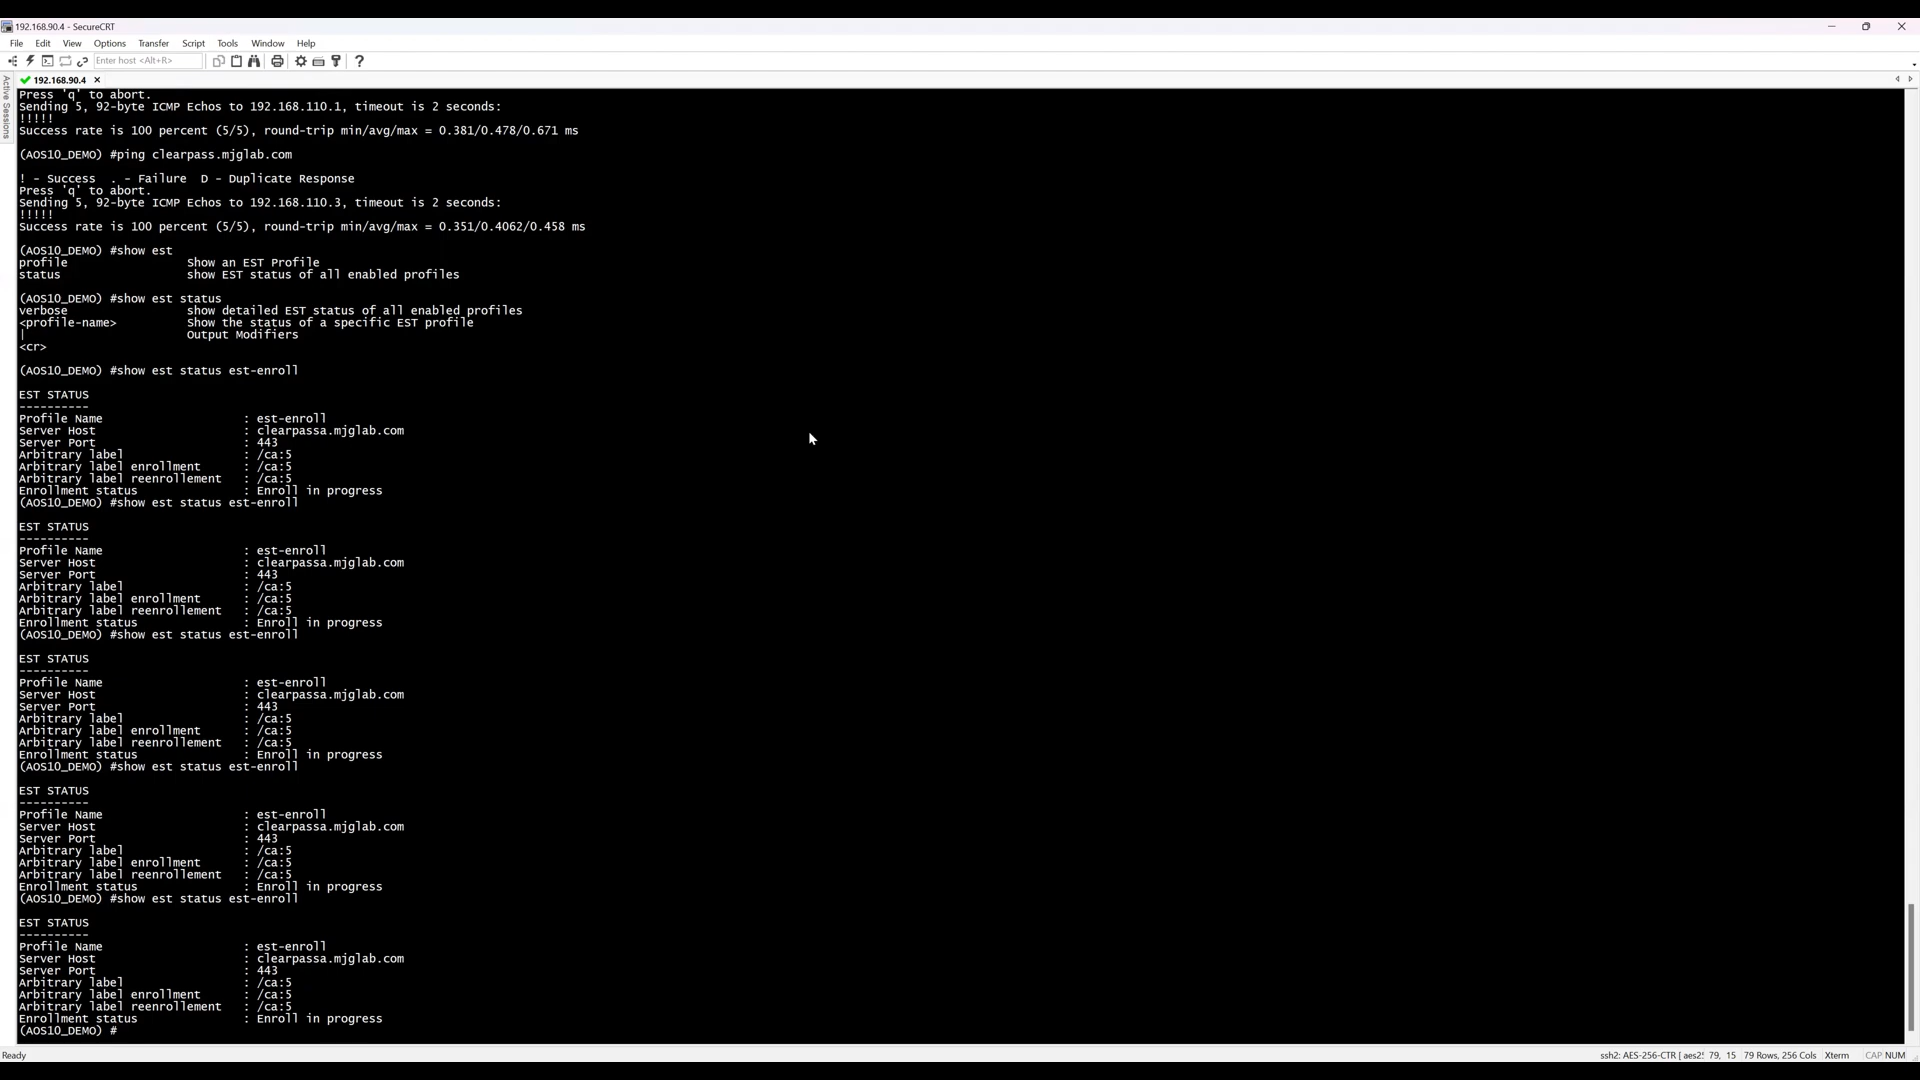 192.168.90.4 - SecureCRT
File Edit View Options Transfer Script Tools Window Help
Enter host <Alt+R>
192.168.90.4
Active Sessions
Press 'q' to abort.
Sending 5, 92-byte ICMP Echos to 192.168.110.1, timeout is 2 seconds:
!!!!!
Success rate is 100 percent (5/5), round-trip min/avg/max = 0.381/0.478/0.671 ms
(AOS10_DEMO) #ping clearpass.mjglab.com
! - Success  . - Failure  D - Duplicate Response
Press 'q' to abort.
Sending 5, 92-byte ICMP Echos to 192.168.110.3, timeout is 2 seconds:
!!!!!
Success rate is 100 percent (5/5), round-trip min/avg/max = 0.351/0.4062/0.458 ms
(AOS10_DEMO) #show est
profile                 Show an EST Profile
status                  show EST status of all enabled profiles
(AOS10_DEMO) #show est status
verbose                 show detailed EST status of all enabled profiles
<profile-name>          Show the status of a specific EST profile
|                       Output Modifiers
<cr>
(AOS10_DEMO) #show est status est-enroll
EST STATUS
----------
Profile Name                    : est-enroll
Server Host                     : clearpassa.mjglab.com
Server Port                     : 443
Arbitrary label                 : /ca:5
Arbitrary label enrollment      : /ca:5
Arbitrary label reenrollement   : /ca:5
Enrollment status               : Enroll in progress
(AOS10_DEMO) #show est status est-enroll
EST STATUS
----------
Profile Name                    : est-enroll
Server Host                     : clearpassa.mjglab.com
Server Port                     : 443
Arbitrary label                 : /ca:5
Arbitrary label enrollment      : /ca:5
Arbitrary label reenrollement   : /ca:5
Enrollment status               : Enroll in progress
(AOS10_DEMO) #show est status est-enroll
EST STATUS
----------
Profile Name                    : est-enroll
Server Host                     : clearpassa.mjglab.com
Server Port                     : 443
Arbitrary label                 : /ca:5
Arbitrary label enrollment      : /ca:5
Arbitrary label reenrollement   : /ca:5
Enrollment status               : Enroll in progress
(AOS10_DEMO) #show est status est-enroll
EST STATUS
----------
Profile Name                    : est-enroll
Server Host                     : clearpassa.mjglab.com
Server Port                     : 443
Arbitrary label                 : /ca:5
Arbitrary label enrollment      : /ca:5
Arbitrary label reenrollement   : /ca:5
Enrollment status               : Enroll in progress
(AOS10_DEMO) #show est status est-enroll
EST STATUS
----------
Profile Name                    : est-enroll
Server Host                     : clearpassa.mjglab.com
Server Port                     : 443
Arbitrary label                 : /ca:5
Arbitrary label enrollment      : /ca:5
Arbitrary label reenrollement   : /ca:5
Enrollment status               : Enroll in progress
(AOS10_DEMO) #
Ready ssh2: AES-256-CTR [ 79, 15 79 Rows, 256 Cols Xterm CAP NUM